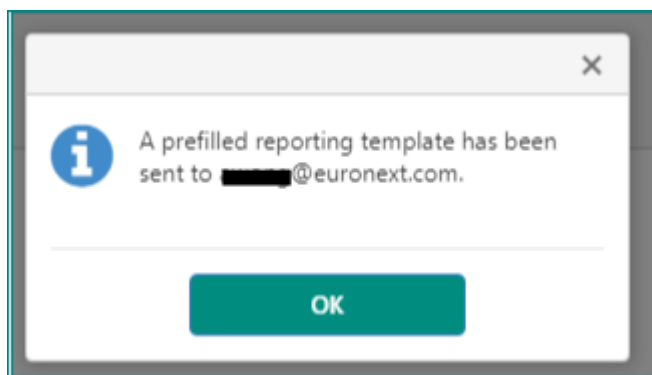 A prefilled reporting template has been
sent to @euronext.com.
OK